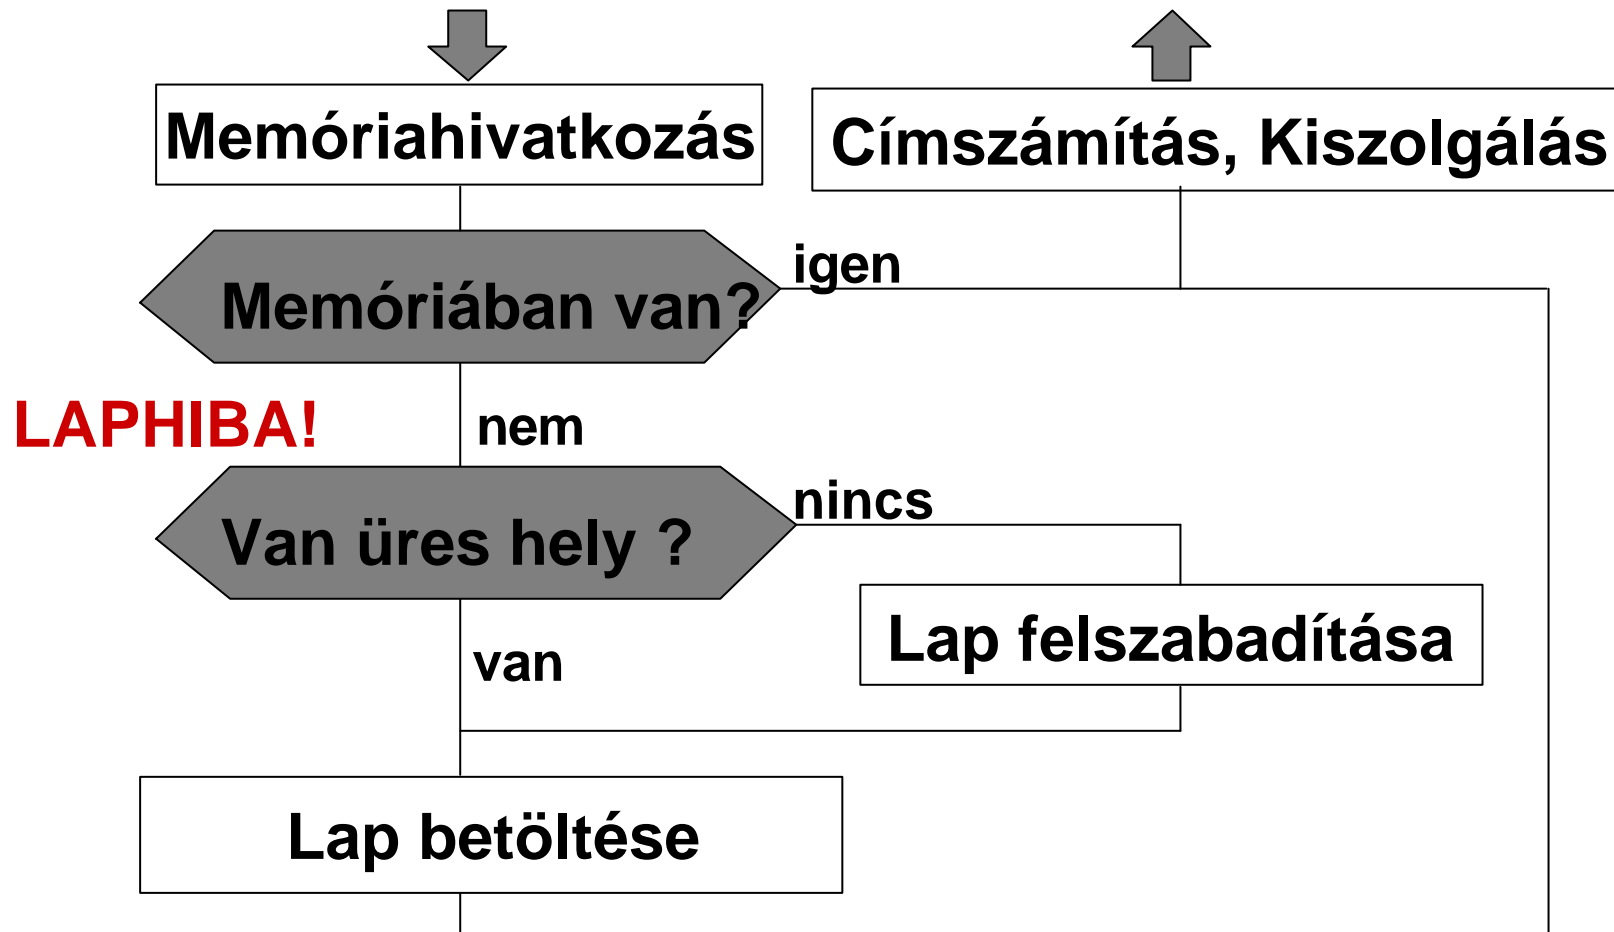 Memóriahivatkozás
Címszámítás, Kiszolgálás
igen
Memóriában van?
LAPHIBA!
nem
nincs
Van üres hely ?
Lap felszabadítása
van
Lap betöltése